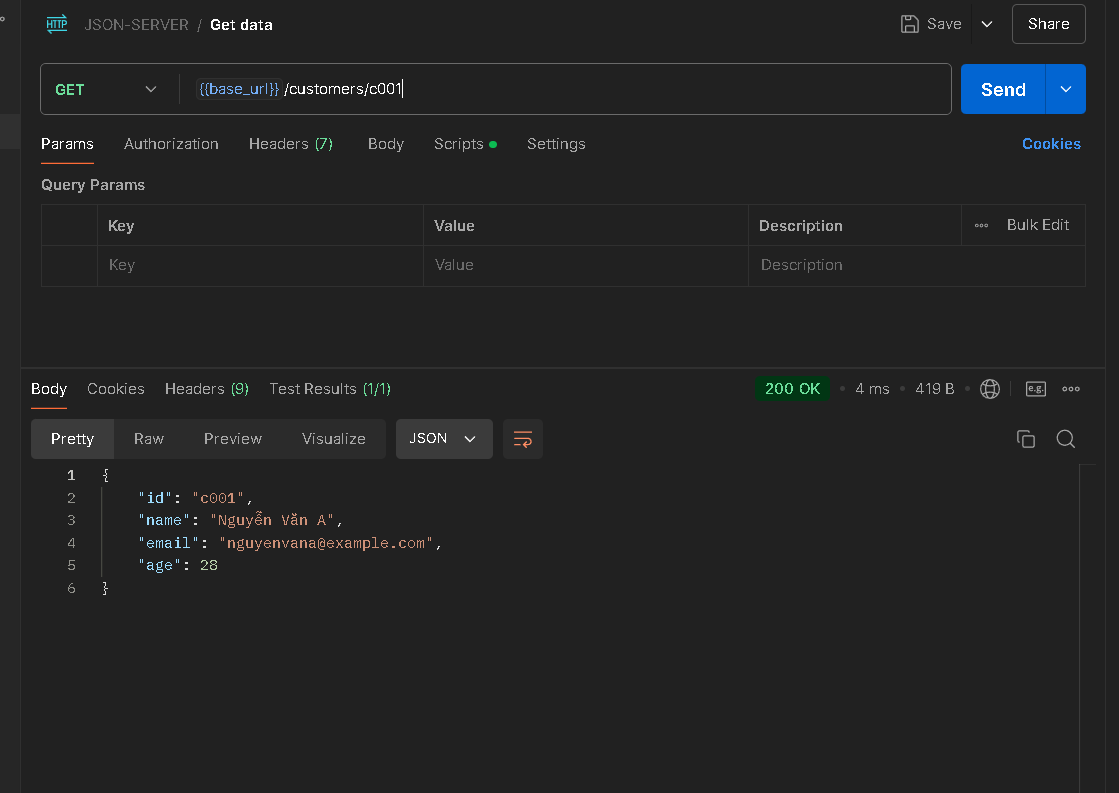 HTTP JSON-SERVER / Get data Save Share
GET {{base_url}} /customers/c001 Send
Params Authorization Headers (7) Body Scripts Settings Cookies
Query Params
Key Value Description Bulk Edit
Key Value Description
Body Cookies Headers (9) Test Results (1/1) 200 OK 4 ms 419 B e.g.
Pretty Raw Preview Visualize JSON
1 {
2 "id": "c001",
3 "name": "Nguyễn Văn A",
4 "email": "nguyenvana@example.com",
5 "age": 28
6 }